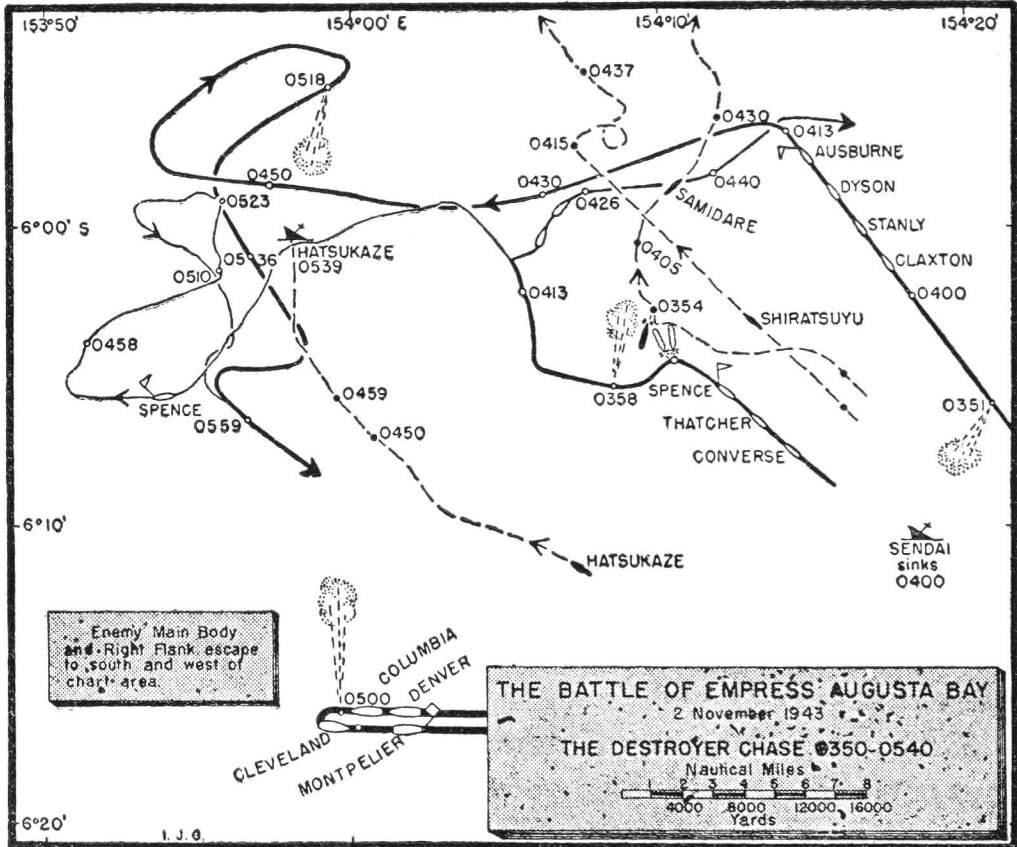 153°50'
154°00' E
154°10'
154°20'
0518
0437
0430
0413
0415
AUSBURNE
DYSON
STANLY
CLAXTON
0400
0450
0430
0426
0440
SAMIDARE
0523
6°00' S
HATSUKAZE
0539
0536
0510
0405
0413
0354
SHIRATSUYU
0458
SPENCE
0459
0358
SPENCE
THATCHER
CONVERSE
0351
0559
0450
6°10'
HATSUKAZE
SENDAI
sinks
0400
Enemy Main Body
and Right Flank escape
to south and west of
chart area.
COLUMBIA
DENVER
0500
CLEVELAND
MONTPELIER
THE BATTLE OF EMPRESS AUGUSTA BAY
2 November 1943
THE DESTROYER CHASE 0350-0540
Nautical Miles
1 2 3 4 5 6 7 8
4000 8000 12000 16000
Yards
6°20'
I.J.G.